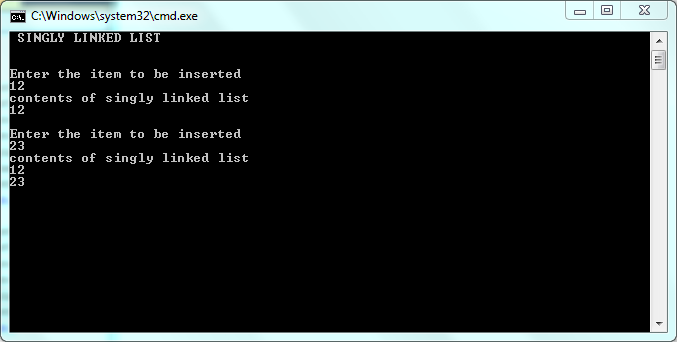 C:\Windows\system32\cmd.exe
SINGLY LINKED LIST
Enter the item to be inserted
12
contents of singly linked list
12
Enter the item to be inserted
23
contents of singly linked list
12
23